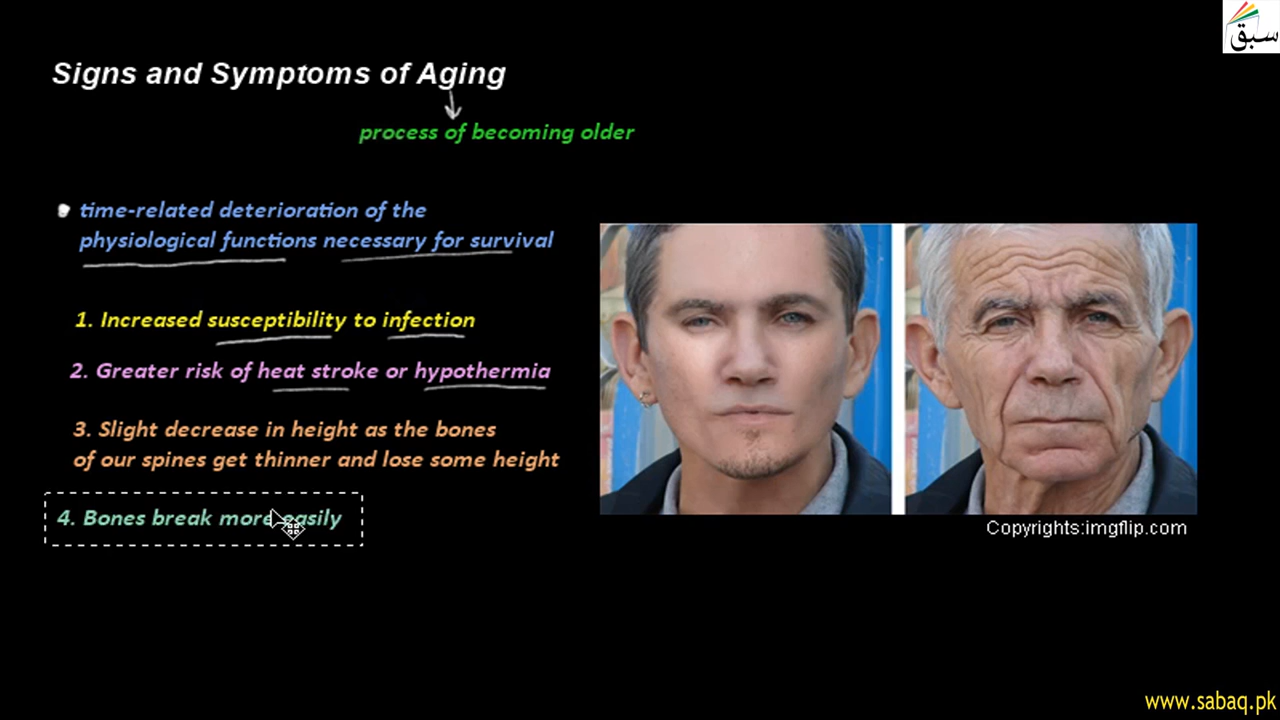 سبق
Signs and Symptoms of Aging
process of becoming older
time-related deterioration of the
physiological functions necessary for survival
1. Increased susceptibility to infection
2. Greater risk of heat stroke or hypothermia
3. Slight decrease in height as the bones
of our spines get thinner and lose some height
4. Bones break more easily
Copyrights:imgflip.com
www.sabaq.pk